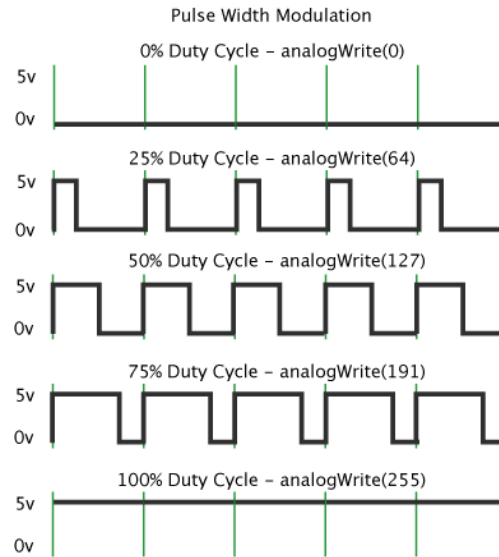 Pulse Width Modulation
0% Duty Cycle – analogWrite(0)
5v
0v
25% Duty Cycle – analogWrite(64)
5v
0v
50% Duty Cycle – analogWrite(127)
5v
0v
75% Duty Cycle – analogWrite(191)
5v
0v
100% Duty Cycle – analogWrite(255)
5v
0v